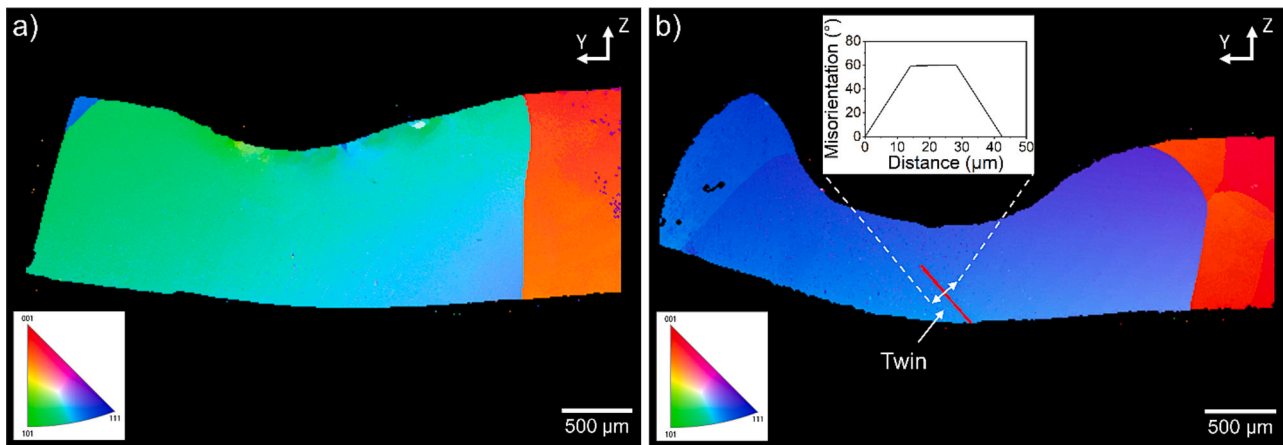 a)
Z
Y
001
101
111
500 μm
b)
Z
Y
Misorientation (°)
80
60
40
20
0
0 10 20 30 40 50
Distance (μm)
Twin
001
101
111
500 μm